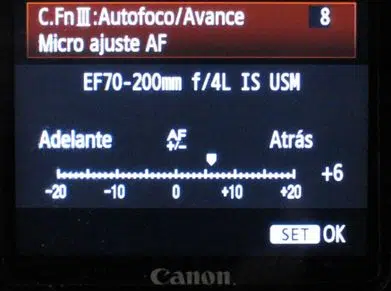 C.Fn III:Autofoco/Avance 8
Micro ajuste AF
EF70-200mm f/4L IS USM
Adelante AF +/- Atrás
+6
-20 -10 0 +10 +20
SET OK
Canon